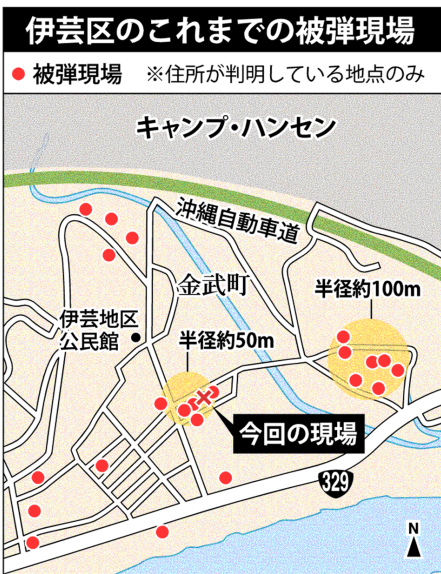 伊芸区のこれまでの被弾現場
被弾現場 ※住所が判明している地点のみ
キャンプ・ハンセン
沖縄自動車道
金武町
半径約100m
伊芸地区
公民館
半径約50m
今回の現場
329
N